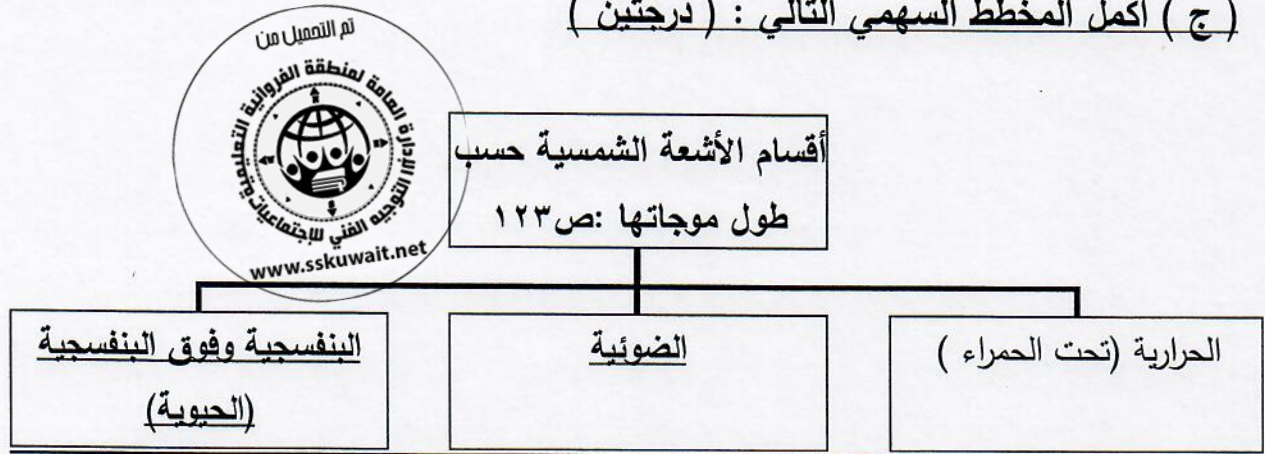 ( ج ) اكمل المخطط السهمي التالي : ( درجتين )
تم التحميل من
الإدارة العامة لمنطقة الفروانية التعليمية
التوجيه الفني للإجتماعيات
www.sskuwait.net
أقسام الأشعة الشمسية حسب
طول موجاتها :ص١٢٣
الحرارية (تحت الحمراء )
الضوئية
البنفسجية وفوق البنفسجية
(الحيوية)